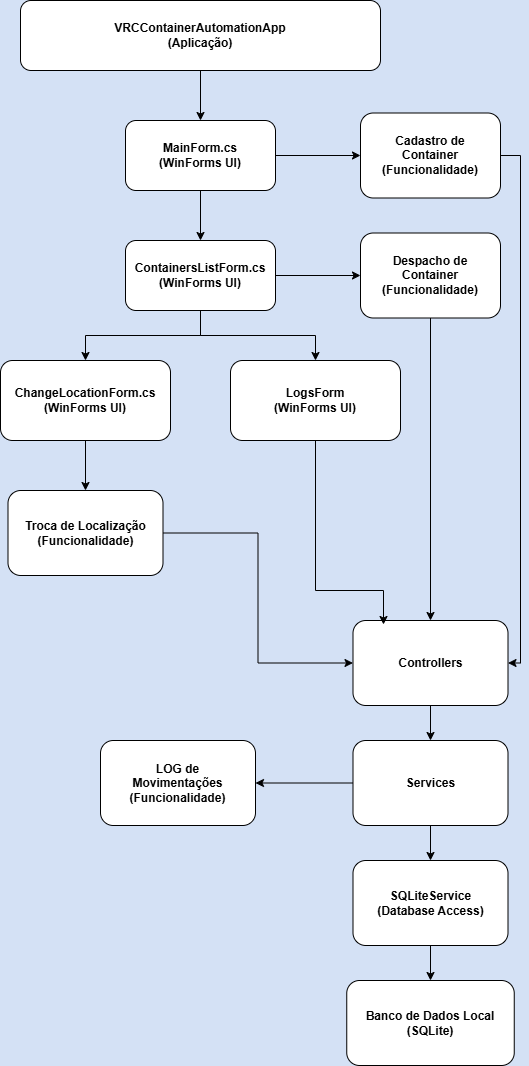 VRCContainerAutomationApp
(Aplicação)
MainForm.cs
(WinForms UI)
Cadastro de
Container
(Funcionalidade)
ContainersListForm.cs
(WinForms UI)
Despacho de
Container
(Funcionalidade)
ChangeLocationForm.cs
(WinForms UI)
LogsForm
(WinForms UI)
Troca de Localização
(Funcionalidade)
Controllers
LOG de
Movimentações
(Funcionalidade)
Services
SQLiteService
(Database Access)
Banco de Dados Local
(SQLite)